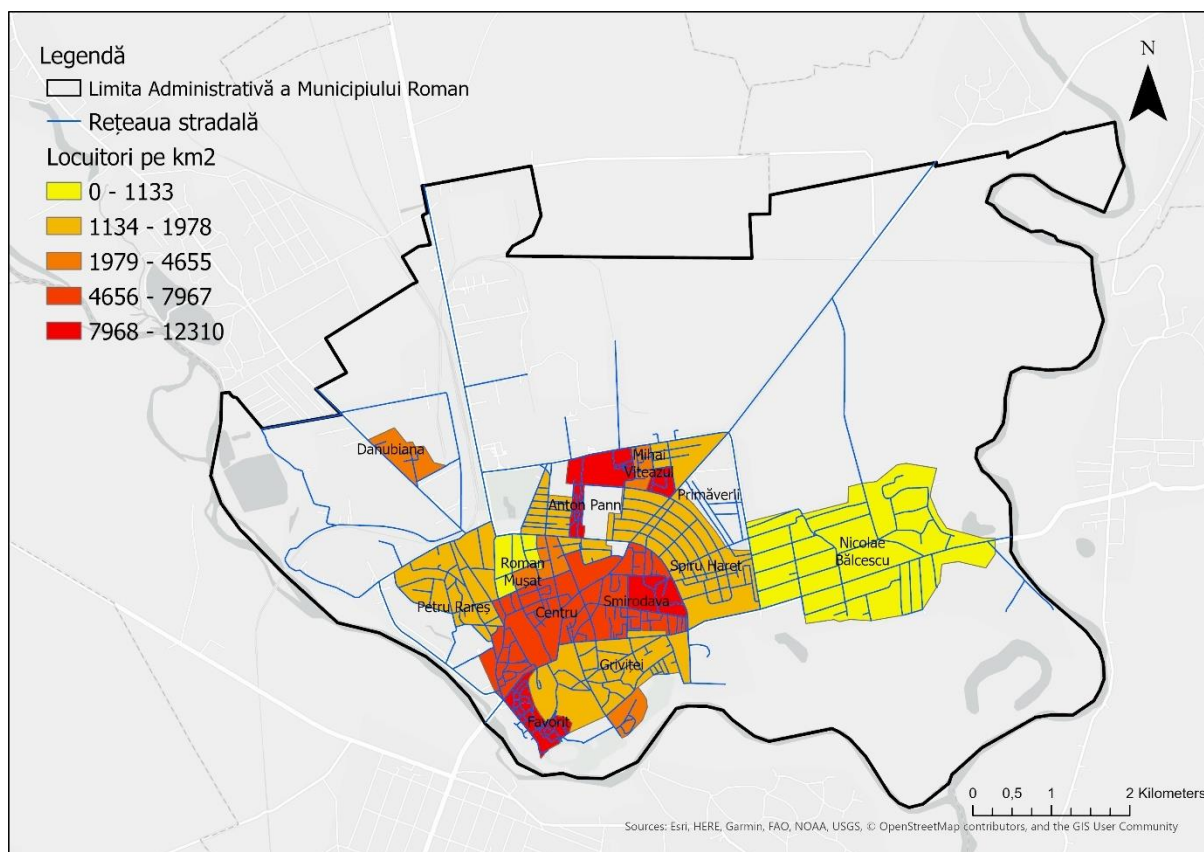 Legendă
Limita Administrativă a Municipiului Roman
Rețeaua stradală
Locuitori pe km2
0 - 1133
1134 - 1978
1979 - 4655
4656 - 7967
7968 - 12310
N
Danubiana
Mihai
Viteazul
Anton Pann
Primăverii
Nicolae
Bălcescu
Roman
Mușat
Spiru Haret
Petru Rareș
Centru
Smirodava
Griviței
Favorit
0 0,5 1 2 Kilometers
Sources: Esri, HERE, Garmin, FAO, NOAA, USGS, © OpenStreetMap contributors, and the GIS User Community